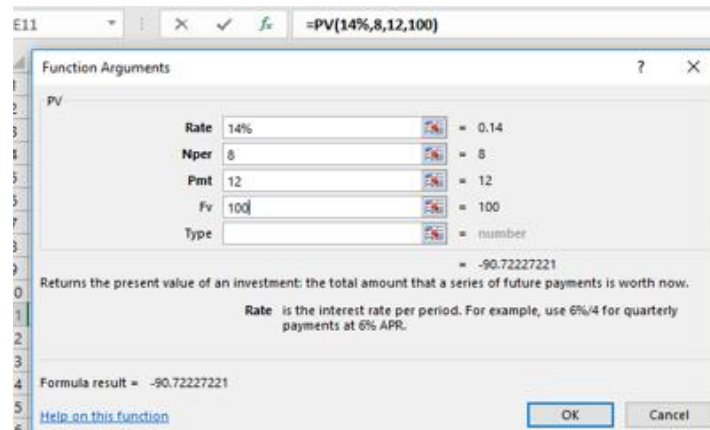 E11 =PV(14%,8,12,100)
Function Arguments ? ×
PV
Rate 14% = 0.14
Nper 8 = 8
Pmt 12 = 12
Fv 100 = 100
Type = number
= -90.72227221
Returns the present value of an investment: the total amount that a series of future payments is worth now.
Rate is the interest rate per period. For example, use 6%/4 for quarterly
payments at 6% APR.
Formula result = -90.72227221
Help on this function OK Cancel